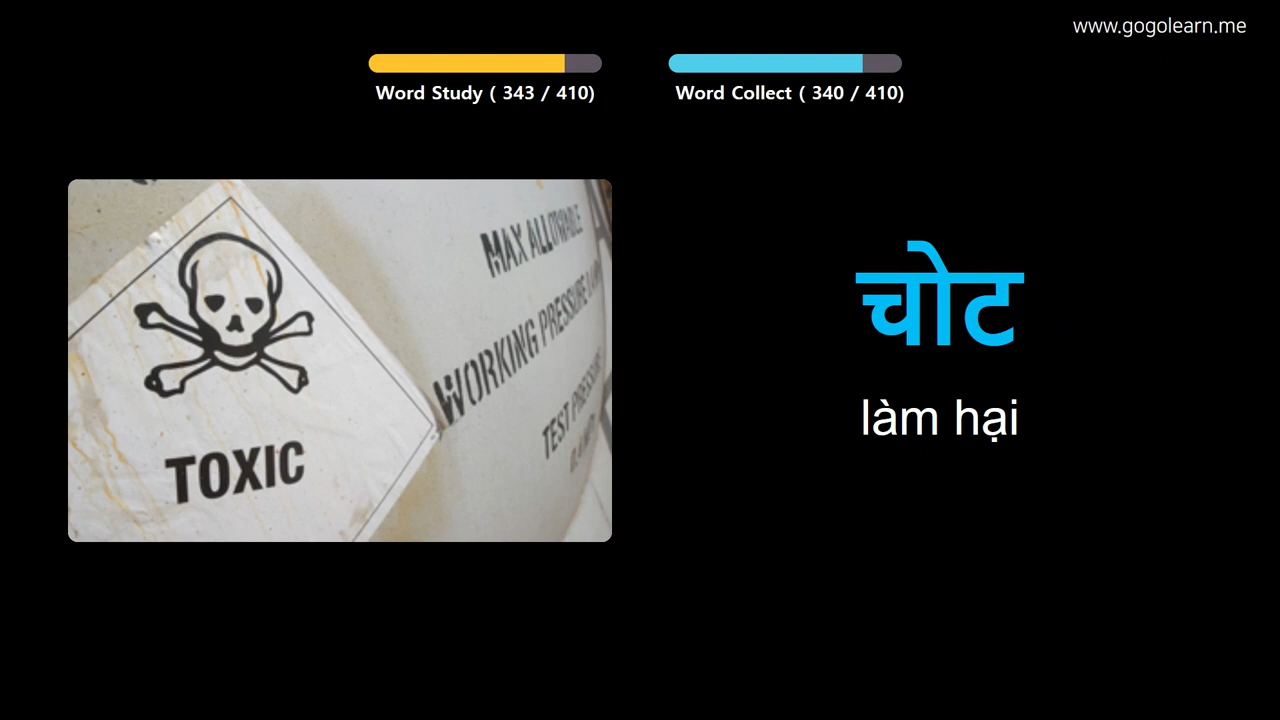 www.gogolearn.me
Word Study ( 343 / 410)
Word Collect ( 340 / 410)
MAX ALLOWABLE
WORKING PRESSURE
TEST PRESSURE
TOXIC
चोट
làm hại